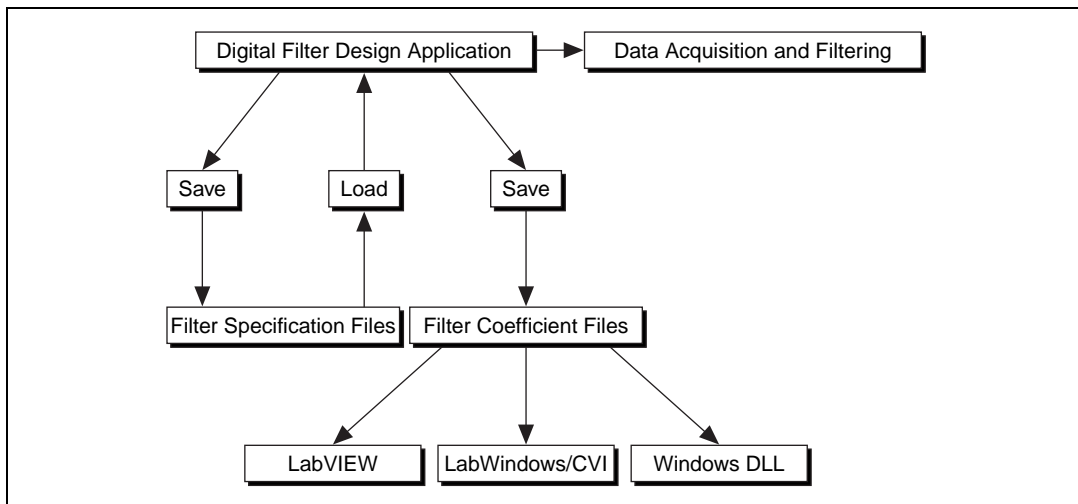 Digital Filter Design Application
Data Acquisition and Filtering
Save
Load
Save
Filter Specification Files
Filter Coefficient Files
LabVIEW
LabWindows/CVI
Windows DLL